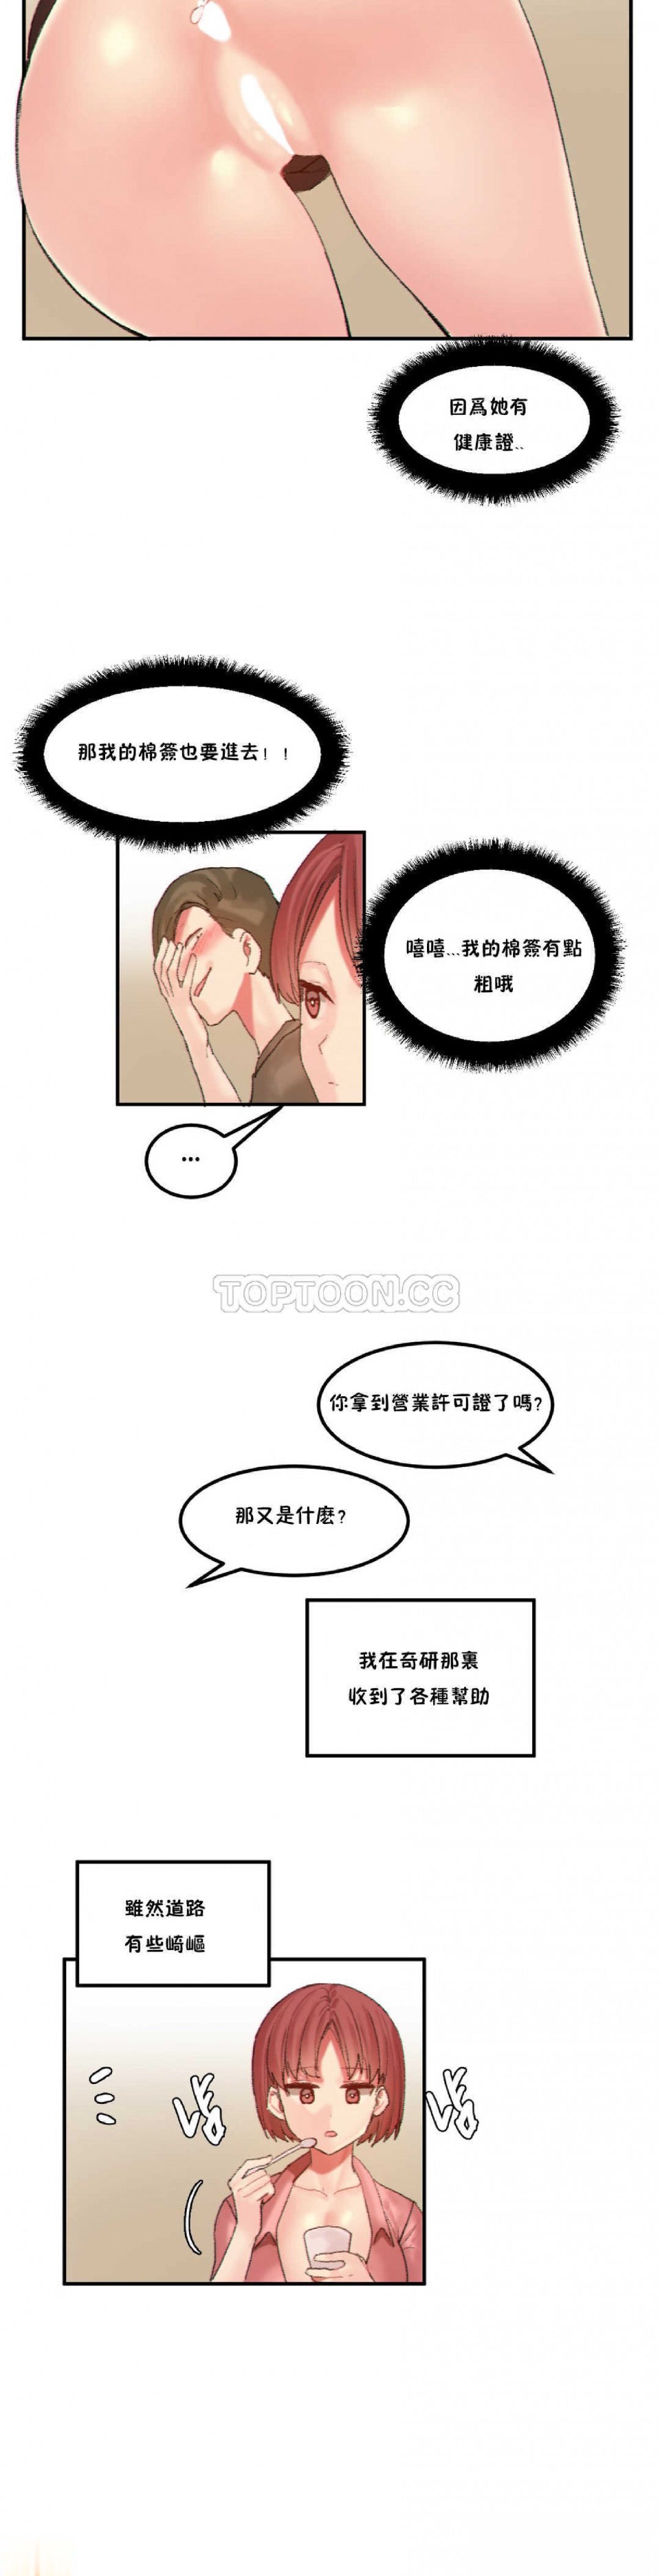 因爲她有
健康證..
那我的棉簽也要進去！！
嘻嘻...我的棉簽有點
粗哦
...
TOPTOON.CC
你拿到營業許可證了嗎?
那又是什麽?
我在奇研那裏
收到了各種幫助
雖然道路
有些崎嶇